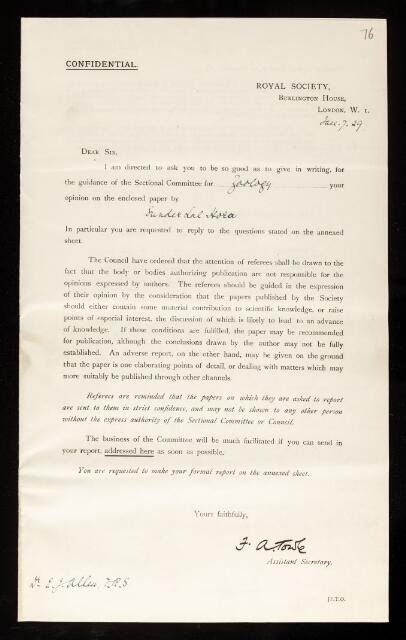 76
CONFIDENTIAL.
ROYAL SOCIETY,
BURLINGTON HOUSE,
LONDON, W. 1.
Jan. 7. 29
DEAR SIR,
I am directed to ask you to be so good as to give in writing, for
the guidance of the Sectional Committee for Zoology your
opinion on the enclosed paper by
Sunder Lal Hora
In particular you are requested to reply to the questions stated on the annexed
sheet.
The Council have ordered that the attention of referees shall be drawn to the
fact that the body or bodies authorizing publication are not responsible for the
opinions expressed by authors. The referees should be guided in the expression
of their opinion by the consideration that the papers published by the Society
should either contain some material contribution to scientific knowledge, or raise
points of especial interest, the discussion of which is likely to lead to an advance
of knowledge. If those conditions are fulfilled, the paper may be recommended
for publication, although the conclusions drawn by the author may not be fully
established. An adverse report, on the other hand, may be given on the ground
that the paper is one elaborating points of detail, or dealing with matters which may
more suitably be published through other channels.
Referees are reminded that the papers on which they are asked to report
are sent to them in strict confidence, and may not be shown to any other person
without the express authority of the Sectional Committee or Council.
The business of the Committee will be much facilitated if you can send in
your report, addressed here as soon as possible.
You are requested to make your formal report on the annexed sheet.
Yours faithfully,
F. A. Towle
Assistant Secretary.
Dr. E. J. Allen, F.R.S.
[P.T.O.